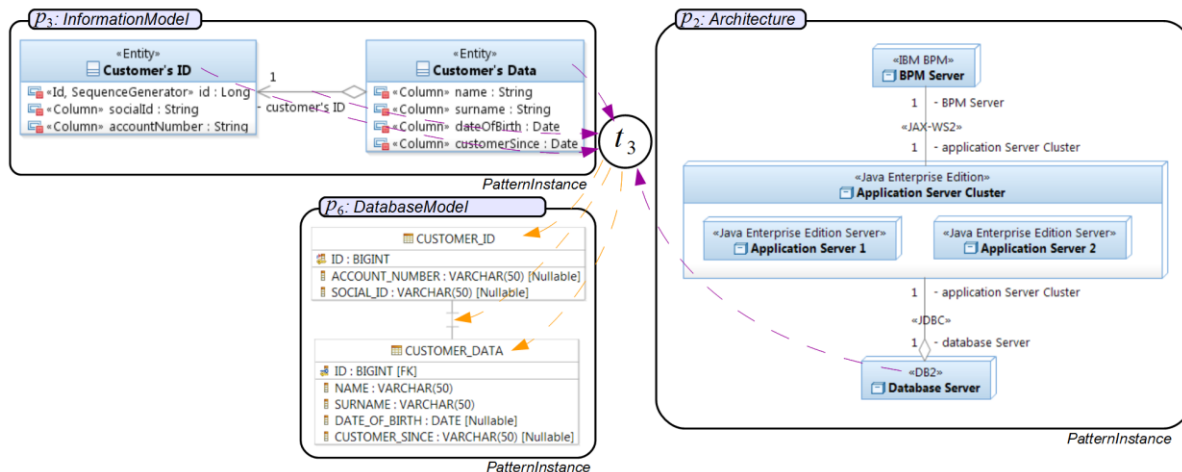 p3: InformationModel
«Entity»
Customer's ID
«Id, SequenceGenerator» id : Long
«Column» socialId : String
«Column» accountNumber : String
1
- customer's ID
«Entity»
Customer's Data
«Column» name : String
«Column» surname : String
«Column» dateOfBirth : Date
«Column» customerSince : Date
PatternInstance
t3
p6: DatabaseModel
CUSTOMER_ID
ID : BIGINT
ACCOUNT_NUMBER : VARCHAR(50) [Nullable]
SOCIAL_ID : VARCHAR(50) [Nullable]
CUSTOMER_DATA
ID : BIGINT [FK]
NAME : VARCHAR(50)
SURNAME : VARCHAR(50)
DATE_OF_BIRTH : DATE [Nullable]
CUSTOMER_SINCE : VARCHAR(50) [Nullable]
PatternInstance
p2: Architecture
«IBM BPM»
BPM Server
1 - BPM Server
«JAX-WS2»
1 - application Server Cluster
«Java Enterprise Edition»
Application Server Cluster
«Java Enterprise Edition Server»
Application Server 1
«Java Enterprise Edition Server»
Application Server 2
1 - application Server Cluster
«JDBC»
1 - database Server
«DB2»
Database Server
PatternInstance